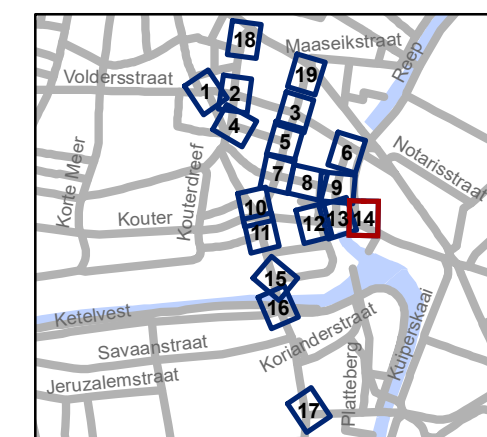 18
Maaseikstraat
Reep
19
Voldersstraat
1
2
3
4
5
6
Notarisstraat
Korte Meer
Kouterdreef
7
8
9
10
Kouter
11
12
13
14
15
16
Ketelvest
Korianderstraat
Kuiperskaai
Savaanstraat
Platteberg
Jeruzalemstraat
17